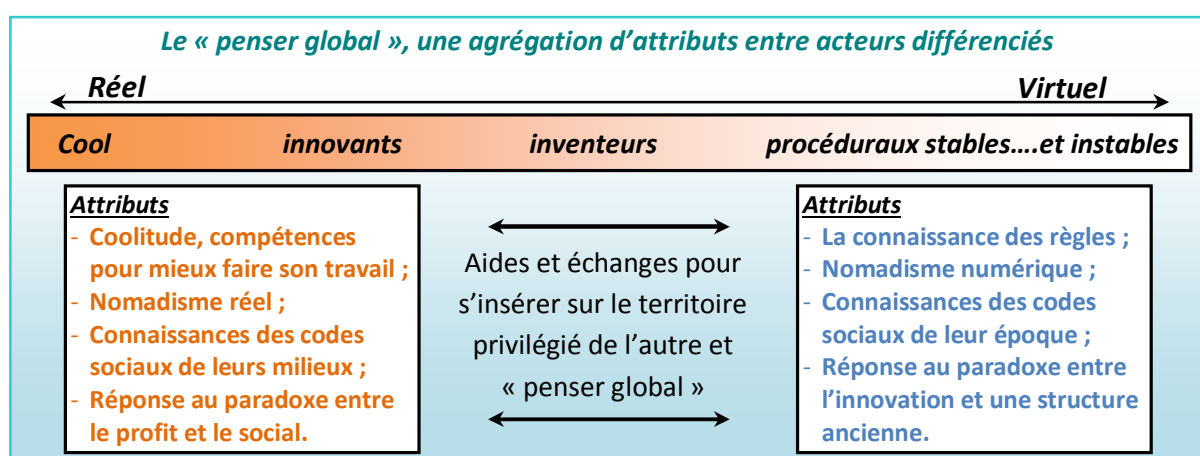 Le « penser global », une agrégation d'attributs entre acteurs différenciés
Réel Virtuel
Cool innovants inventeurs procéduraux stables....et instables
Attributs
- Coolitude, compétences
pour mieux faire son travail ;
- Nomadisme réel ;
- Connaissances des codes
sociaux de leurs milieux ;
- Réponse au paradoxe entre
le profit et le social.
Aides et échanges pour
s'insérer sur le territoire
privilégié de l'autre et
« penser global »
Attributs
- La connaissance des règles ;
- Nomadisme numérique ;
- Connaissances des codes
sociaux de leur époque ;
- Réponse au paradoxe entre
l'innovation et une structure
ancienne.